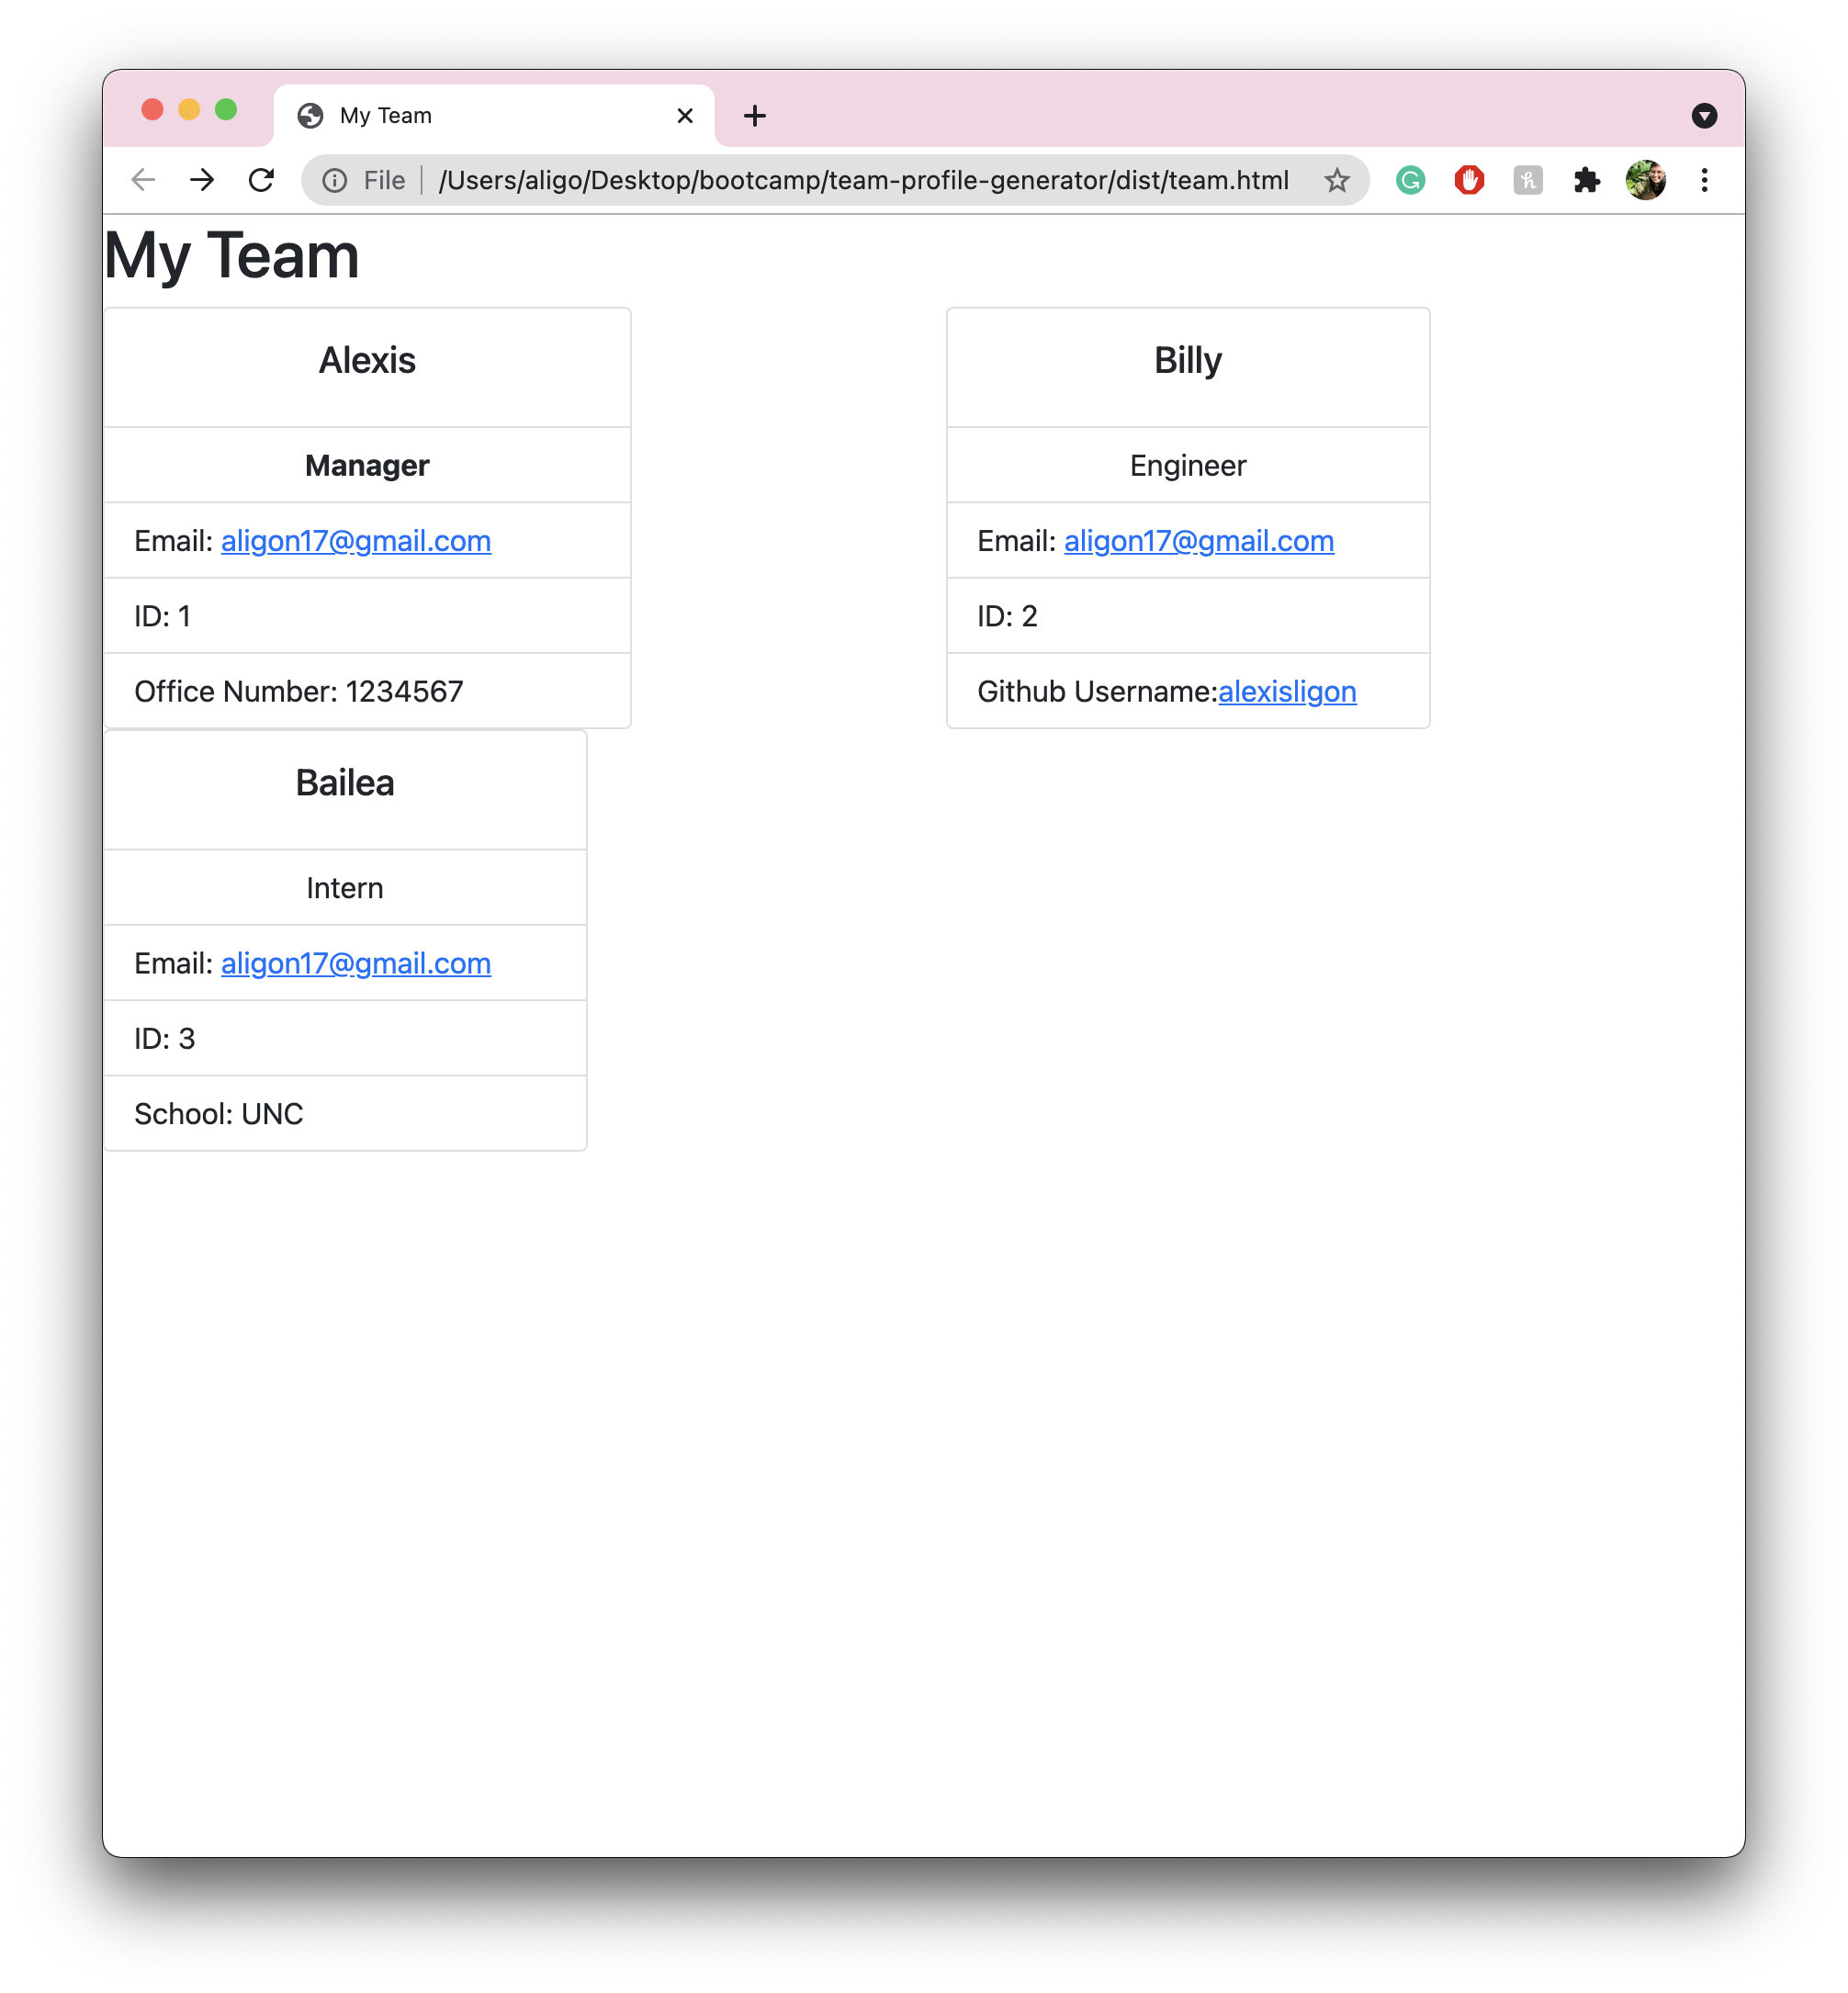 My Team
File /Users/aligo/Desktop/bootcamp/team-profile-generator/dist/team.html
My Team
Alexis
Manager
Email: aligon17@gmail.com
ID: 1
Office Number: 1234567
Billy
Engineer
Email: aligon17@gmail.com
ID: 2
Github Username:alexisligon
Bailea
Intern
Email: aligon17@gmail.com
ID: 3
School: UNC